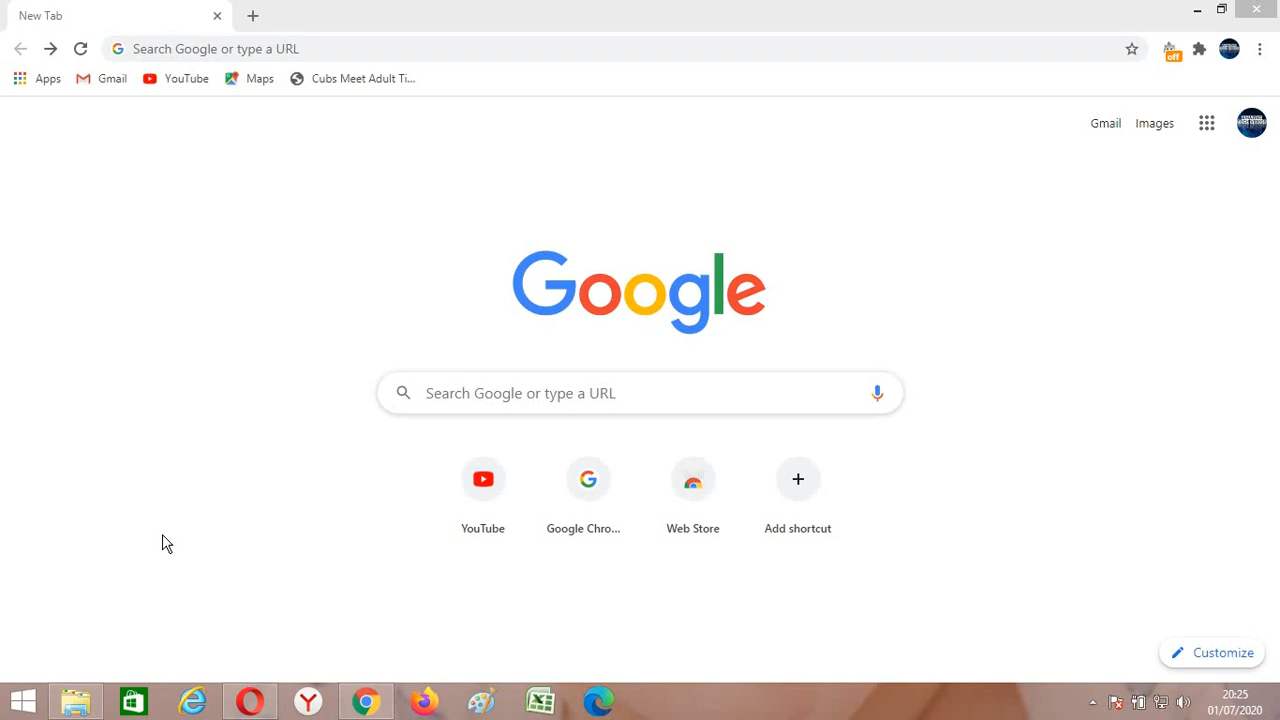 New Tab
Search Google or type a URL
off
Apps Gmail YouTube Maps Cubs Meet Adult Ti...
Gmail Images
Google
Search Google or type a URL
YouTube Google Chro... Web Store Add shortcut
Customize
20:25
01/07/2020